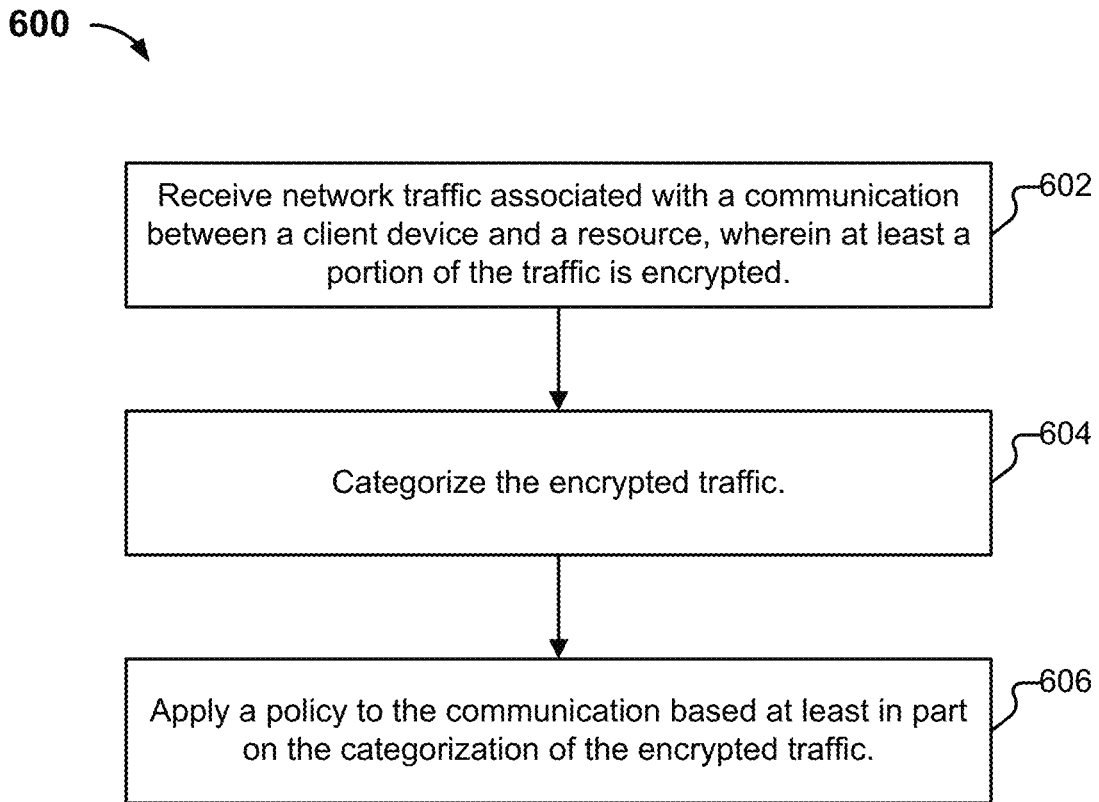 600
Receive network traffic associated with a communication
between a client device and a resource, wherein at least a
portion of the traffic is encrypted.
602
Categorize the encrypted traffic.
604
Apply a policy to the communication based at least in part
on the categorization of the encrypted traffic.
606